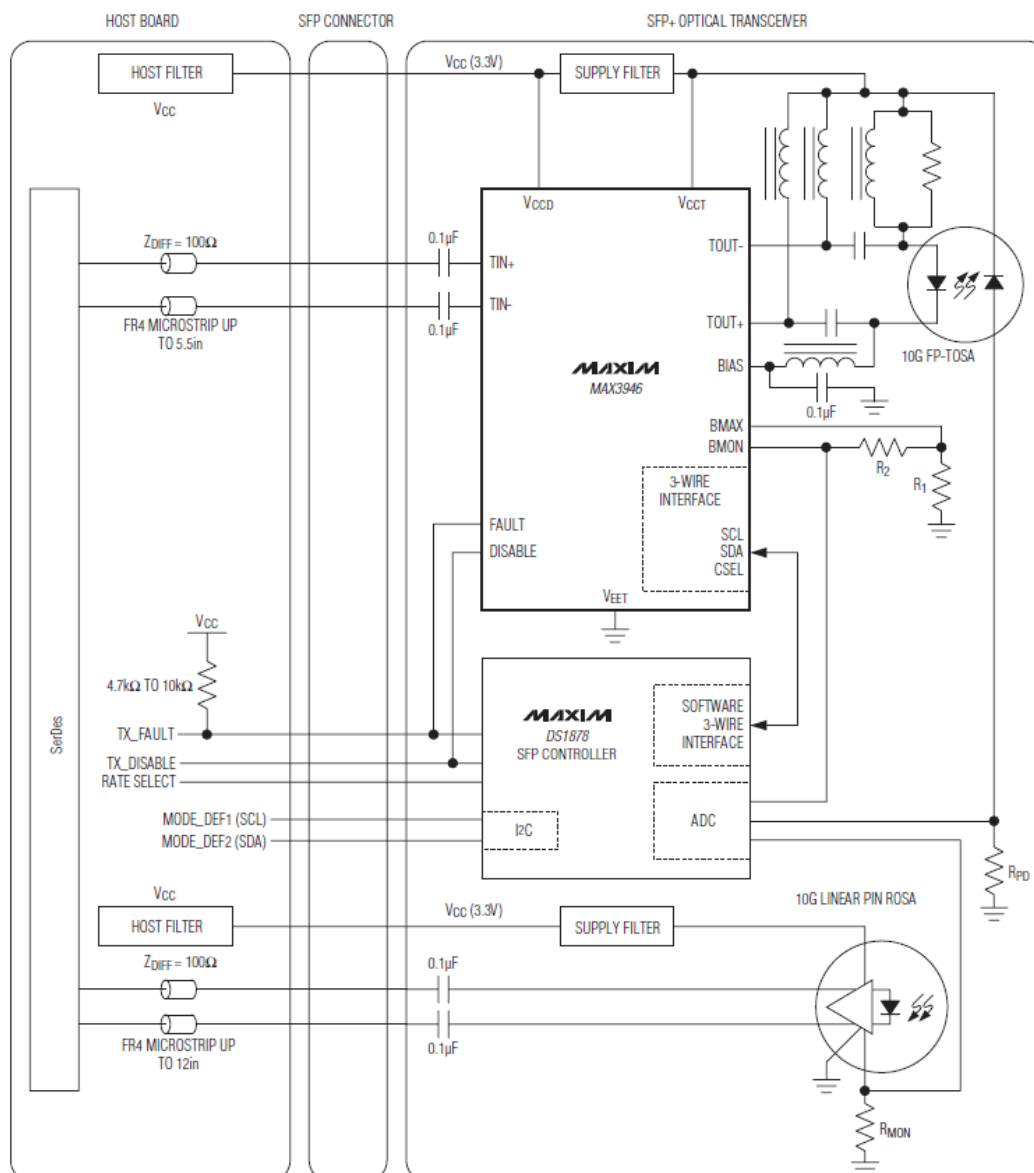 HOST BOARD
SFP CONNECTOR
SFP+ OPTICAL TRANSCEIVER
HOST FILTER
VCC (3.3V)
SUPPLY FILTER
VCC
VCCD
VCCT
ZDIFF = 100Ω
0.1µF
TIN+
TOUT-
TIN-
FR4 MICROSTRIP UP
TO 5.5in
0.1µF
TOUT+
10G FP-TOSA
MAXIM
MAX3946
BIAS
0.1µF
BMAX
BMON
R2
R1
3-WIRE
INTERFACE
FAULT
DISABLE
SCL
SDA
CSEL
VEET
VCC
4.7kΩ TO 10kΩ
SerDes
TX_FAULT
TX_DISABLE
RATE SELECT
MAXIM
DS1878
SFP CONTROLLER
SOFTWARE
3-WIRE
INTERFACE
MODE_DEF1 (SCL)
MODE_DEF2 (SDA)
I2C
ADC
RPD
VCC
HOST FILTER
VCC (3.3V)
SUPPLY FILTER
10G LINEAR PIN ROSA
ZDIFF = 100Ω
0.1µF
FR4 MICROSTRIP UP
TO 12in
0.1µF
RMON